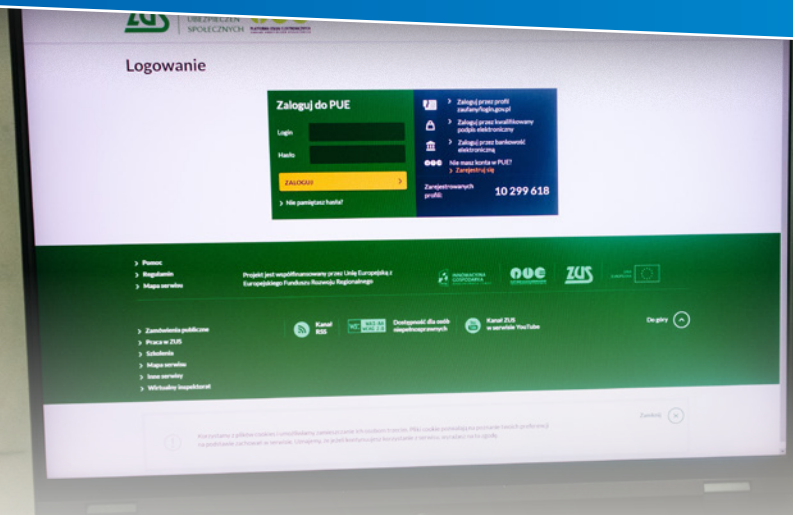 ZUS
UBEZPIECZEŃ
SPOŁECZNYCH
Logowanie
Zaloguj do PUE
Login
Hasło
ZALOGUJ
Nie pamiętasz hasła?
Zaloguj przez profil
zaufany/login.gov.pl
Zaloguj przez kwalifikowany
podpis elektroniczny
Zaloguj przez bankowość
elektroniczną
Nie masz konta w PUE?
Zarejestruj się
Zarejestrowanych
profili:
10 299 618
Pomoc
Regulamin
Mapa serwisu
Projekt jest współfinansowany przez Unię Europejską z
Europejskiego Funduszu Rozwoju Regionalnego
INNOWACYJNA
GOSPODARKA
PUE
ZUS
Zamówienia publiczne
Praca w ZUS
Szkolenia
Mapa serwisu
Inne serwisy
Wirtualny inspektorat
Kanał
RSS
Dostępność dla osób
niepełnosprawnych
Kanał ZUS
w serwisie YouTube
Do góry
Zamknij